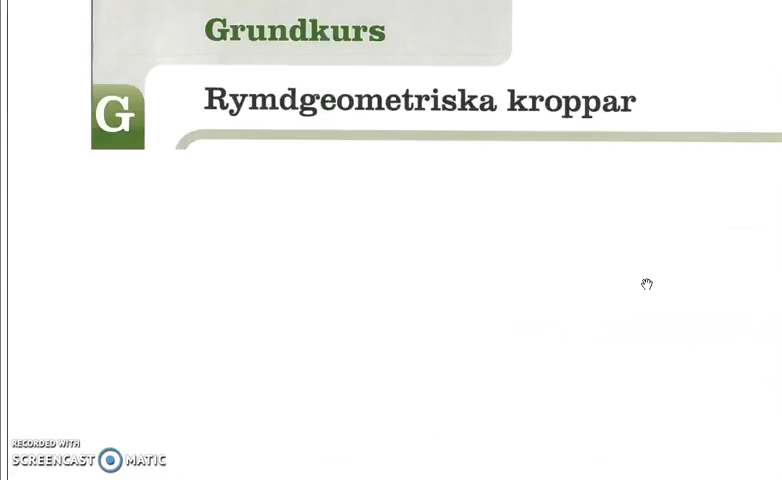 Grundkurs
G
Rymdgeometriska kroppar
RECORDED WITH
SCREENCAST MATIC